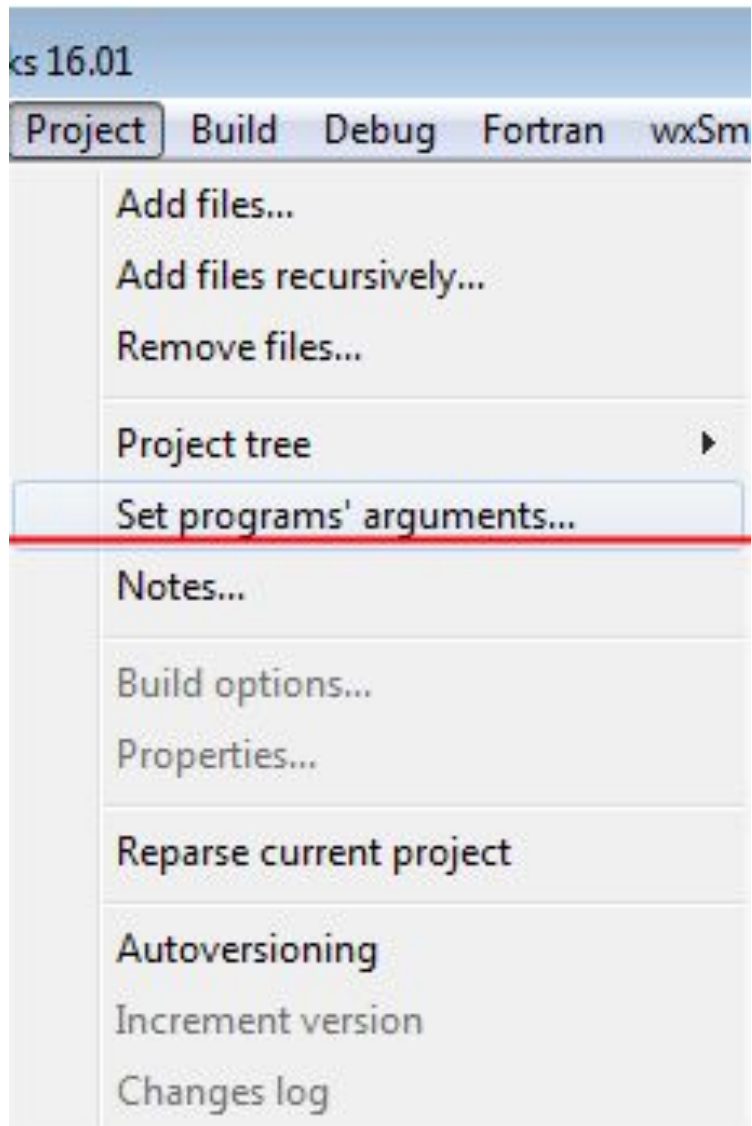 ks 16.01
Project Build Debug Fortran wxSm
Add files...
Add files recursively...
Remove files...
Project tree
Set programs' arguments...
Notes...
Build options...
Properties...
Reparse current project
Autoversioning
Increment version
Changes log